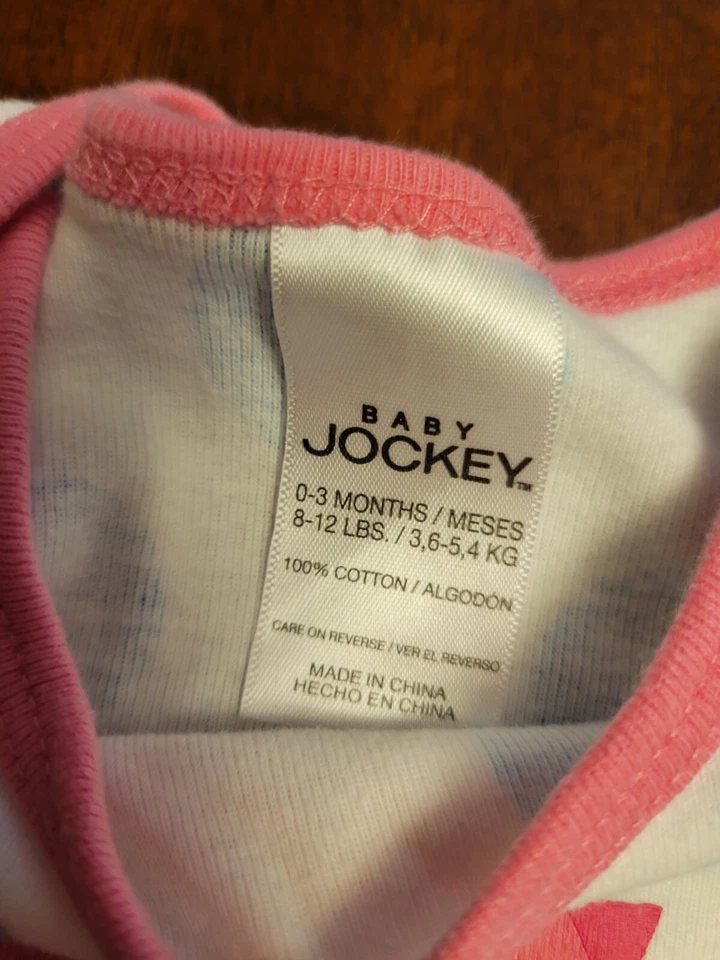 BABY
JOCKEY™
0-3 MONTHS / MESES
8-12 LBS. / 3,6-5,4 KG
100% COTTON / ALGODÓN
CARE ON REVERSE / VER EL REVERSO
MADE IN CHINA
HECHO EN CHINA